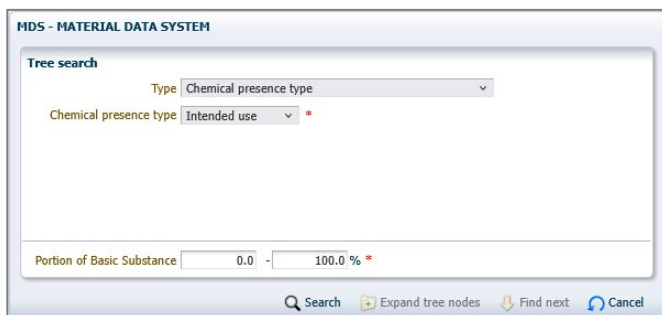 MDS - MATERIAL DATA SYSTEM
Tree search
Type Chemical presence type
Chemical presence type Intended use *
Portion of Basic Substance 0.0 - 100.0 % *
Search Expand tree nodes Find next Cancel